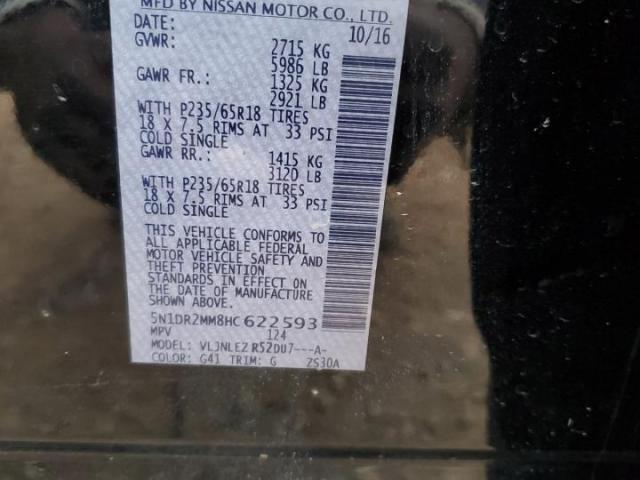 MFD BY NISSAN MOTOR CO., LTD.
DATE: 10/16
GVWR: 2715 KG
5986 LB
GAWR FR.: 1325 KG
2921 LB
WITH P235/65R18 TIRES
18 X 7.5 RIMS AT 33 PSI
COLD SINGLE
GAWR RR.: 1415 KG
3120 LB
WITH P235/65R18 TIRES
18 X 7.5 RIMS AT 33 PSI
COLD SINGLE
THIS VEHICLE CONFORMS TO
ALL APPLICABLE FEDERAL
MOTOR VEHICLE SAFETY AND
THEFT PREVENTION
STANDARDS IN EFFECT ON
THE DATE OF MANUFACTURE
SHOWN ABOVE.
5N1DR2MM8HC622593
MPV 124
MODEL: VL3NLEZ R52DU7---A-
COLOR: G41 TRIM: G ZS30A